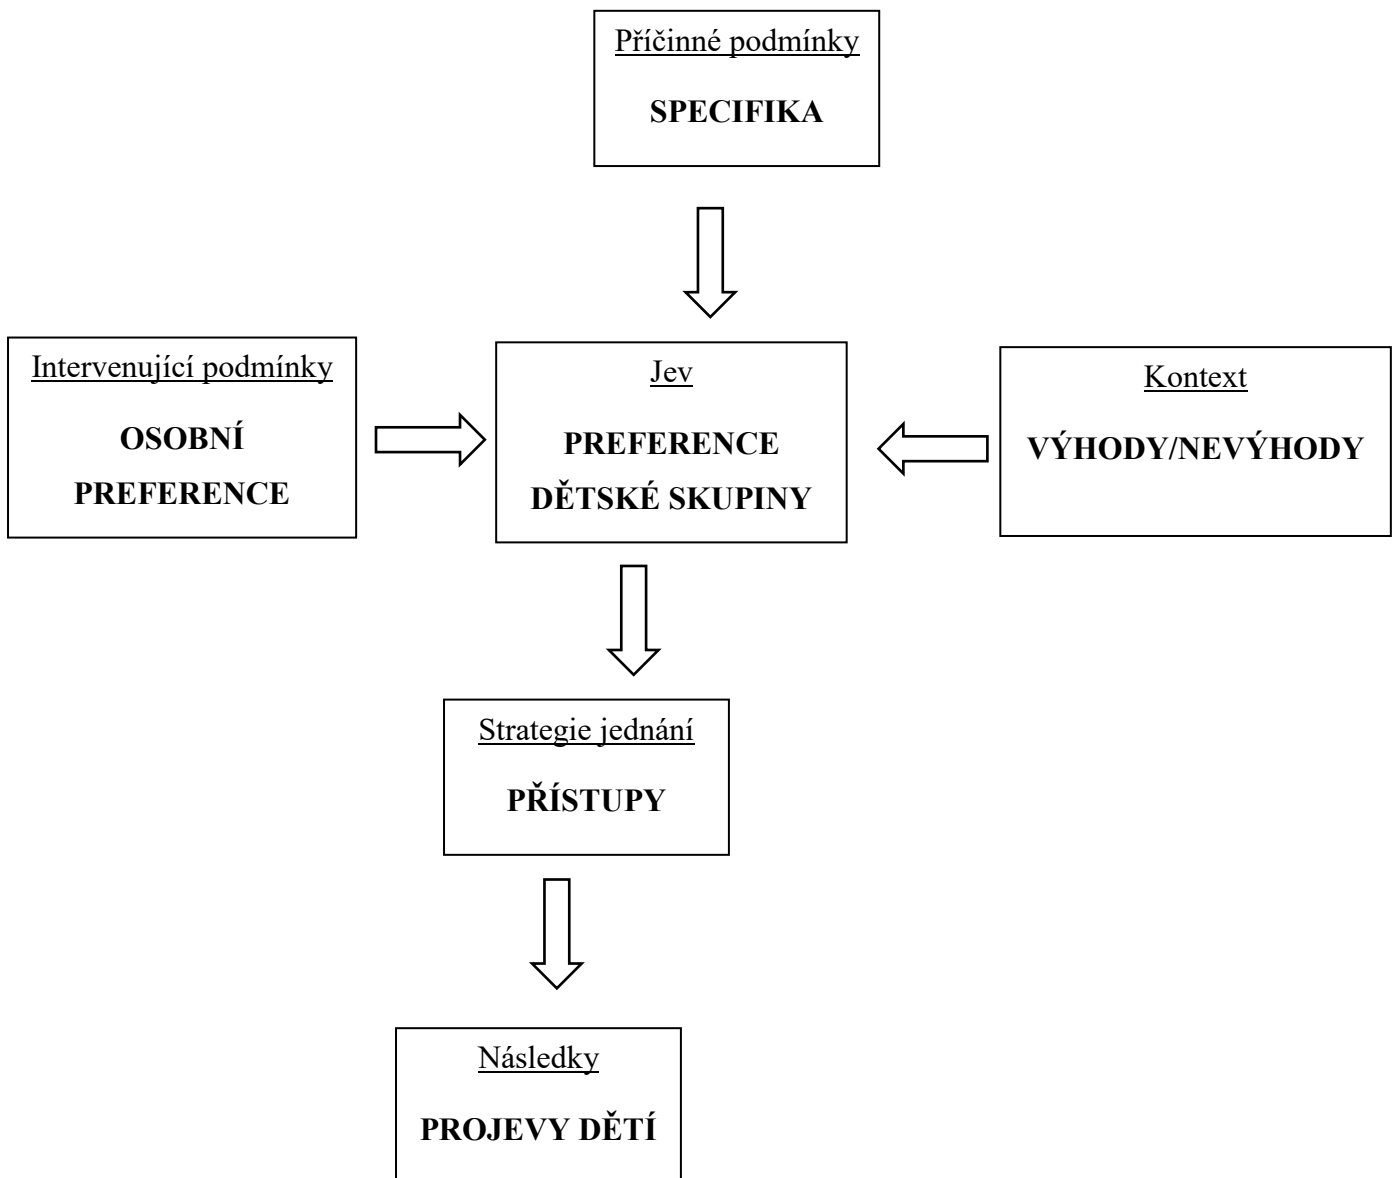 Příčinné podmínky
SPECIFIKA
Intervenující podmínky
OSOBNÍ
PREFERENCE
Jev
PREFERENCE
DĚTSKÉ SKUPINY
Kontext
VÝHODY/NEVÝHODY
Strategie jednání
PŘÍSTUPY
Následky
PROJEVY DĚTÍ